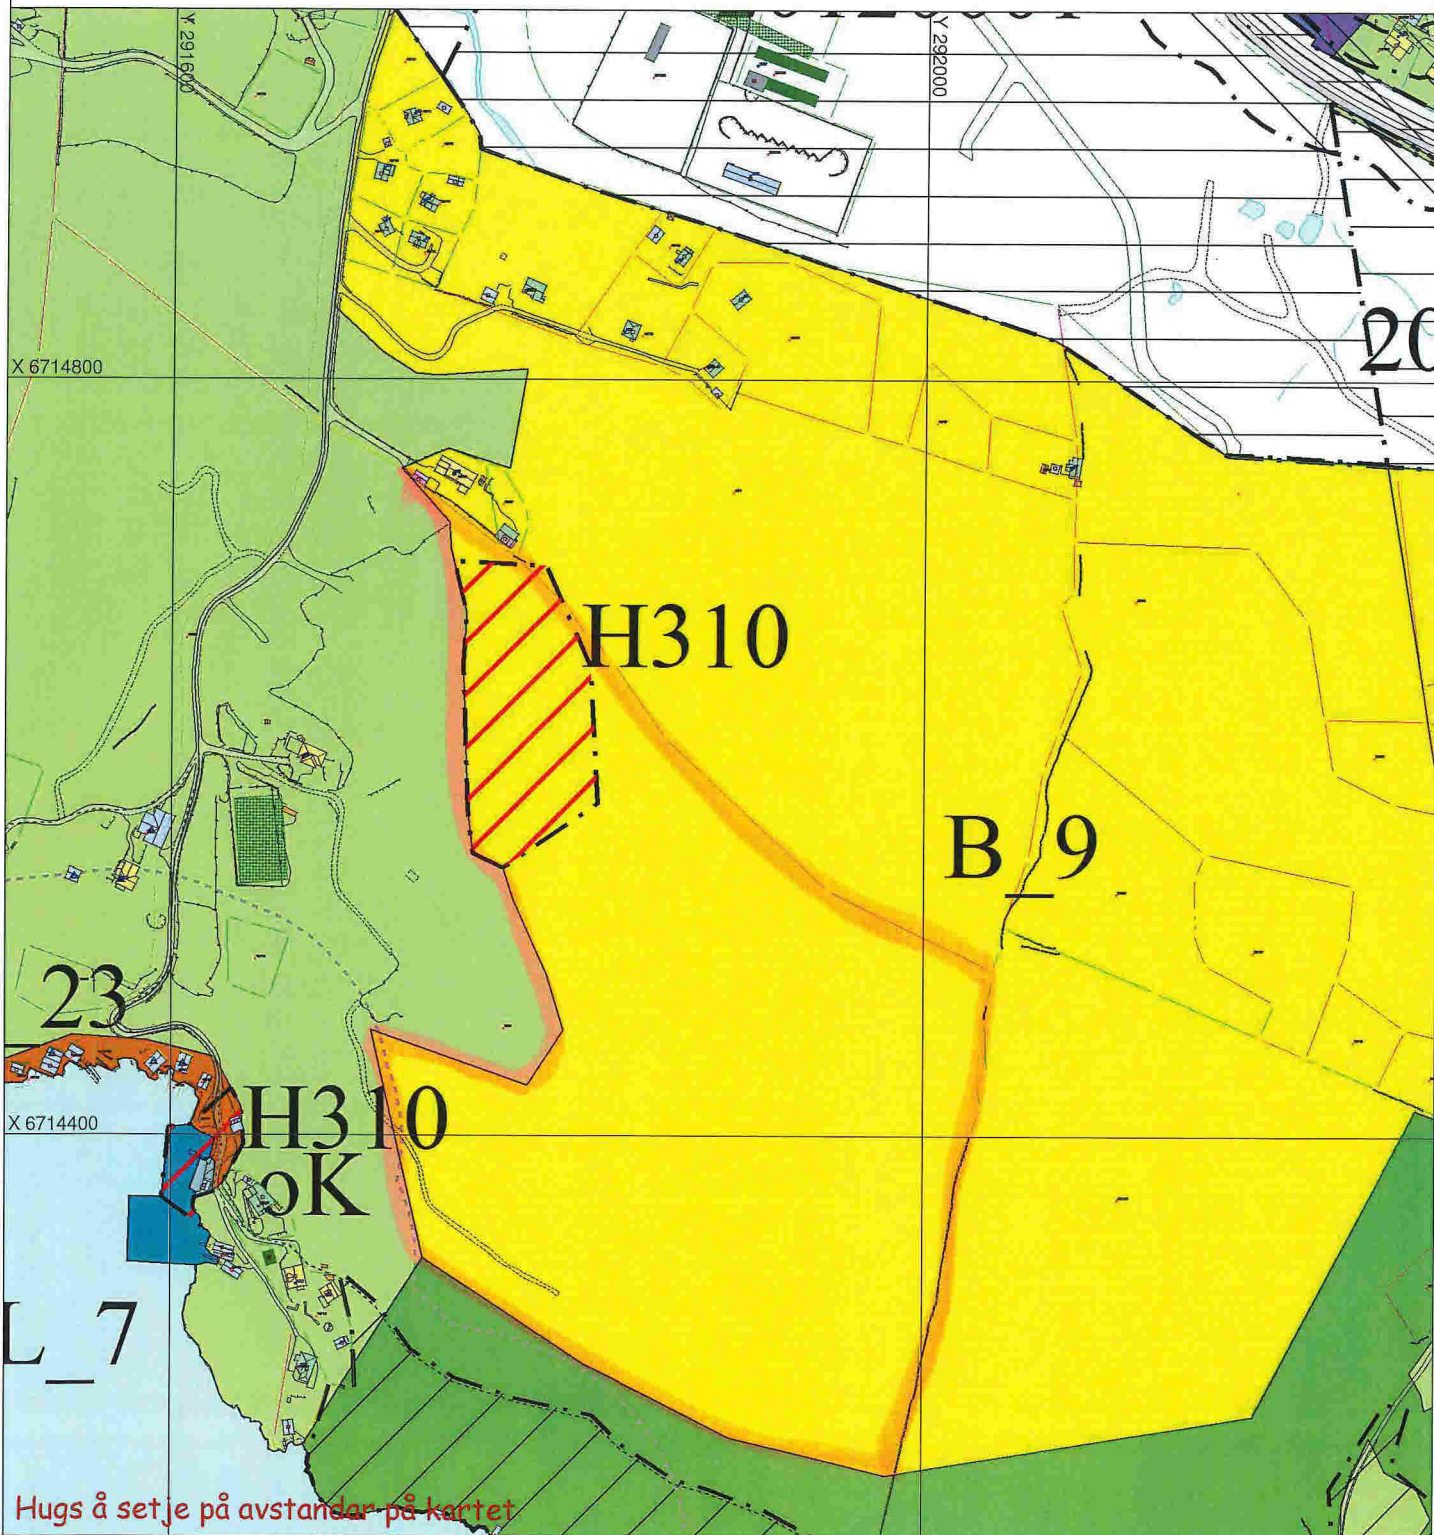 Y 291600
Y 292000
X 6714800
20
H310
B_9
23
H310
X 6714400
oK
L_7
Hugs å setje på avstandar på kartet